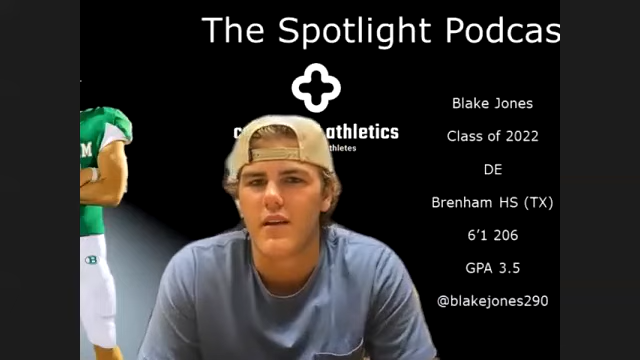 The Spotlight Podcas
athletics
Blake Jones
Class of 2022
DE
Brenham HS (TX)
6'1 206
GPA 3.5
@blakejones290